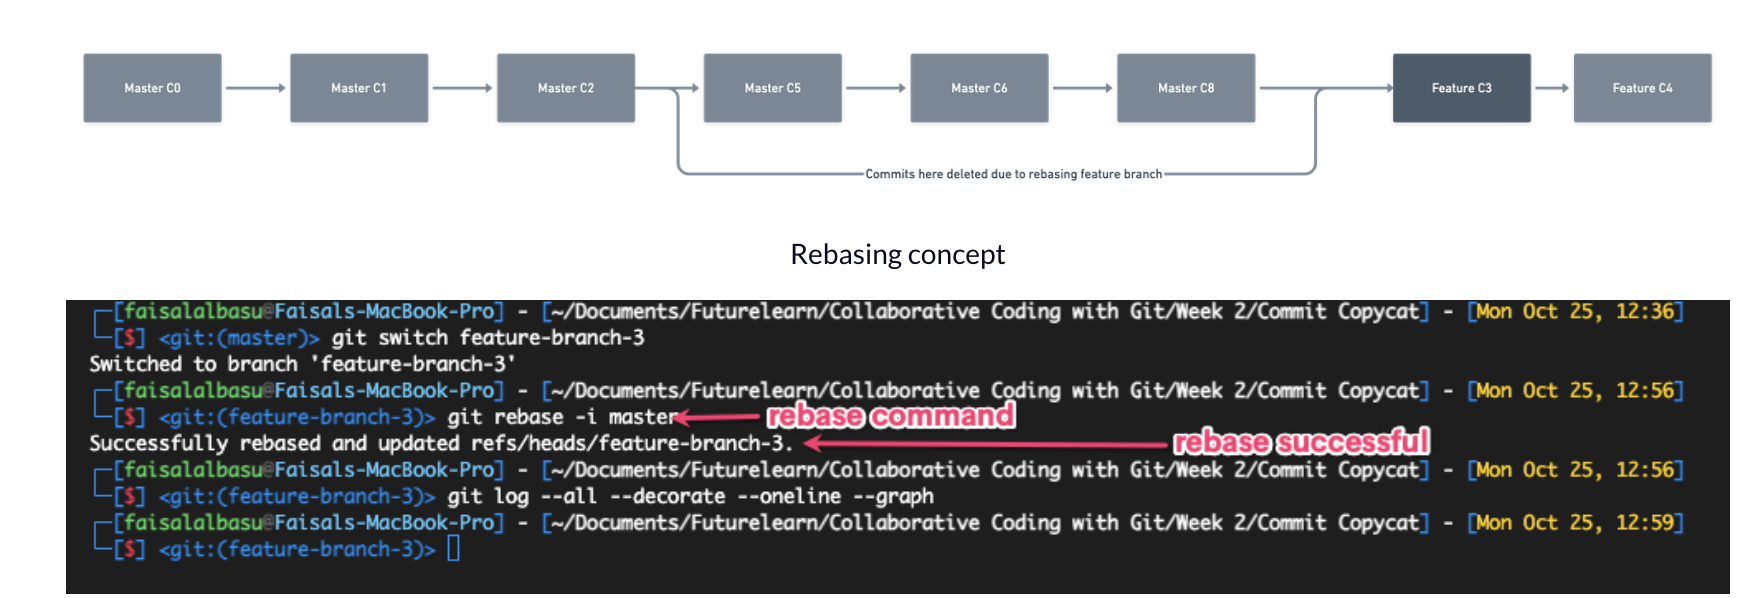 Master C0 Master C1 Master C2 Master C5 Master C6 Master C8 Feature C3 Feature C4
Commits here deleted due to rebasing feature branch
Rebasing concept
[faisalalbasu@Faisals-MacBook-Pro] - [~/Documents/Futurelearn/Collaborative Coding with Git/Week 2/Commit Copycat] - [Mon Oct 25, 12:36]
[$] <git:(master)> git switch feature-branch-3
Switched to branch 'feature-branch-3'
[faisalalbasu@Faisals-MacBook-Pro] - [~/Documents/Futurelearn/Collaborative Coding with Git/Week 2/Commit Copycat] - [Mon Oct 25, 12:56]
[$] <git:(feature-branch-3)> git rebase -i master rebase command
Successfully rebased and updated refs/heads/feature-branch-3. rebase successful
[faisalalbasu@Faisals-MacBook-Pro] - [~/Documents/Futurelearn/Collaborative Coding with Git/Week 2/Commit Copycat] - [Mon Oct 25, 12:56]
[$] <git:(feature-branch-3)> git log --all --decorate --oneline --graph
[faisalalbasu@Faisals-MacBook-Pro] - [~/Documents/Futurelearn/Collaborative Coding with Git/Week 2/Commit Copycat] - [Mon Oct 25, 12:59]
[$] <git:(feature-branch-3)>